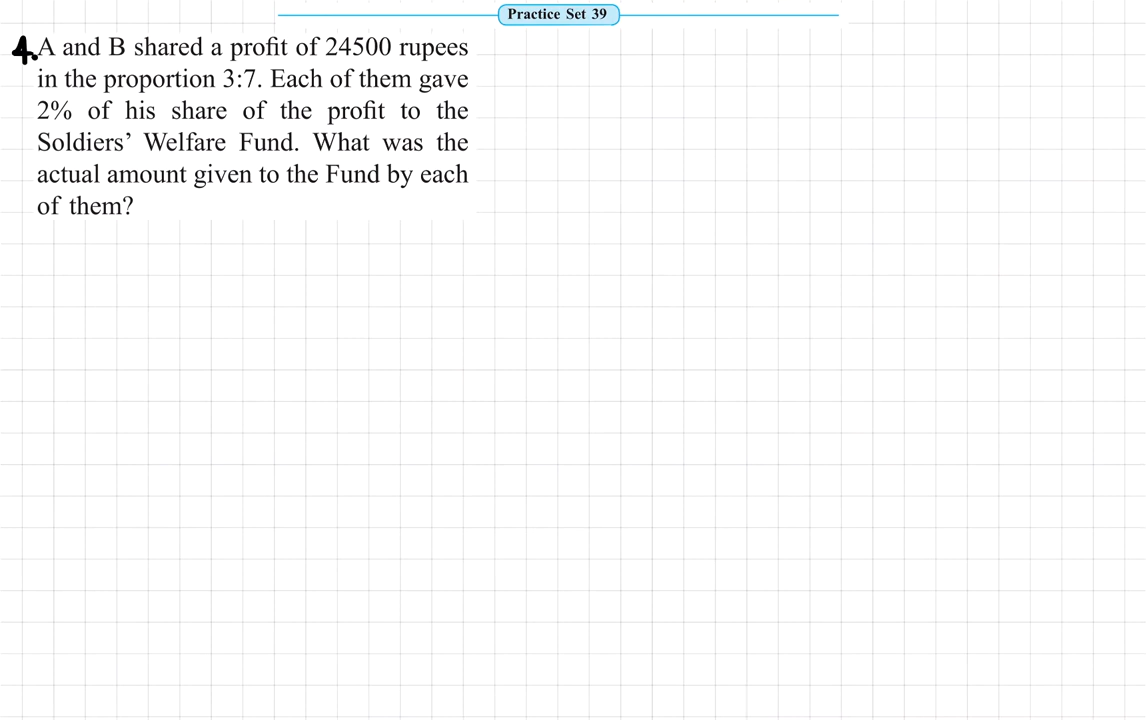 Practice Set 39
4. A and B shared a profit of 24500 rupees
in the proportion 3:7. Each of them gave
2% of his share of the profit to the
Soldiers’ Welfare Fund. What was the
actual amount given to the Fund by each
of them?